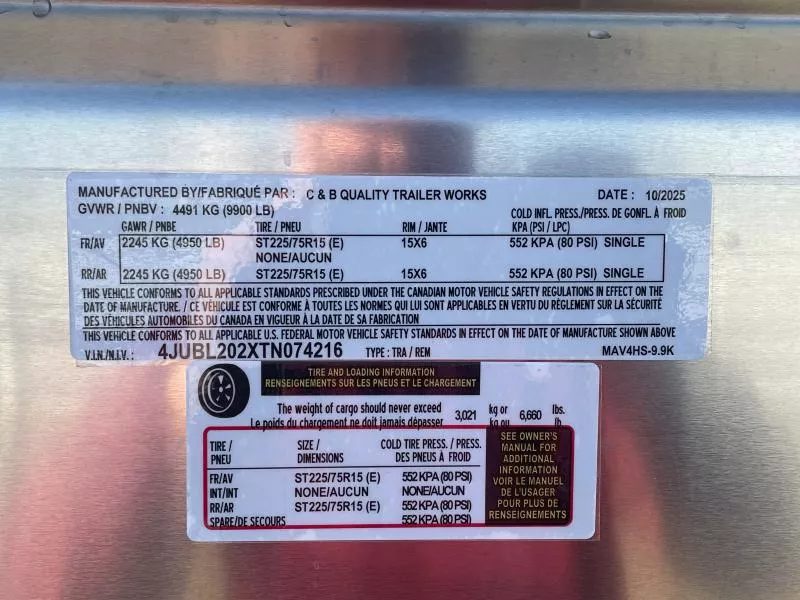 MANUFACTURED BY/FABRIQUÉ PAR : C & B QUALITY TRAILER WORKS DATE : 10/2025
GVWR / PNBV : 4491 KG (9900 LB)
COLD INFL. PRESS/PRESS. DE GONFL. À FROID
GAWR / PNBE TIRE / PNEU RIM / JANTE KPA (PSI / LPC)
FR/AV 2245 KG (4950 LB) ST225/75R15 (E) 15X6 552 KPA (80 PSI) SINGLE
NONE/AUCUN
RR/AR 2245 KG (4950 LB) ST225/75R15 (E) 15X6 552 KPA (80 PSI) SINGLE
THIS VEHICLE CONFORMS TO ALL APPLICABLE STANDARDS PRESCRIBED UNDER THE CANADIAN MOTOR VEHICLE SAFETY REGULATIONS IN EFFECT ON THE
DATE OF MANUFACTURE. / CE VÉHICULE EST CONFORME À TOUTES LES NORMES QUI LUI SONT APPLICABLES EN VERTU DU RÈGLEMENT SUR LA SÉCURITÉ
DES VÉHICULES AUTOMOBILES DU CANADA EN VIGUEUR À LA DATE DE SA FABRICATION
THIS VEHICLE CONFORMS TO ALL APPLICABLE U.S. FEDERAL MOTOR VEHICLE SAFETY STANDARDS IN EFFECT ON THE DATE OF MANUFACTURE SHOWN ABOVE
V.I.N./N.I.V. : 4JUBL202XTN074216 TYPE : TRA / REM MAV4HS-9.9K
TIRE AND LOADING INFORMATION
RENSEIGNEMENTS SUR LES PNEUS ET LE CHARGEMENT
The weight of cargo should never exceed 3,021 kg or 6,660 lbs.
Le poids du chargement ne doit jamais dépasser kg ou lb.
TIRE / SIZE / COLD TIRE PRESS. / PRESS.
PNEU DIMENSIONS DES PNEUS À FROID
FR/AV ST225/75R15 (E) 552 KPA (80 PSI)
INT/INT NONE/AUCUN NONE/AUCUN
RR/AR ST225/75R15 (E) 552 KPA (80 PSI)
SPARE/DE SECOURS 552 KPA (80 PSI)
SEE OWNER'S
MANUAL FOR
ADDITIONAL
INFORMATION
VOIR LE MANUEL
DE L'USAGER
POUR PLUS DE
RENSEIGNEMENTS